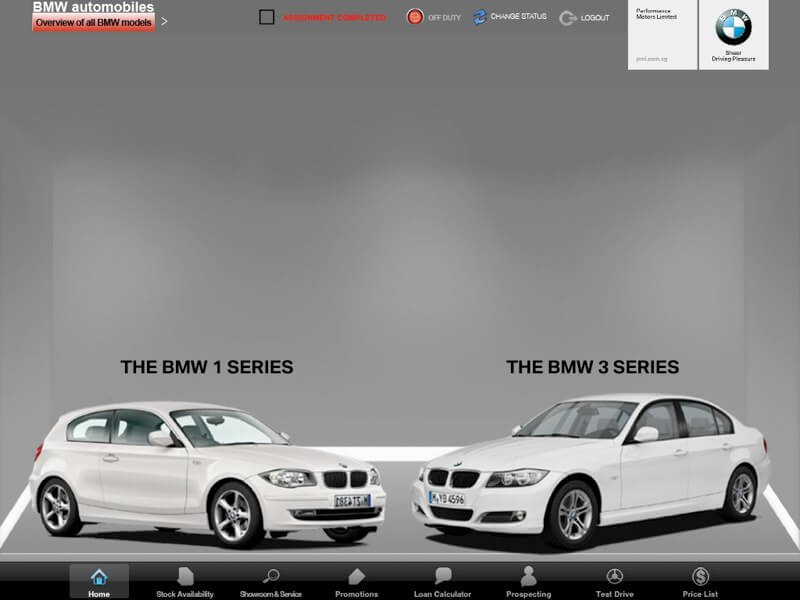 BMW automobiles
Overview of all BMW models >
ASSIGNMENT COMPLETED
OFF DUTY
CHANGE STATUS
LOGOUT
Performance
Motors Limited
pml.com.sg
BMW
Sheer
Driving Pleasure
THE BMW 1 SERIES
THE BMW 3 SERIES
M·YB 4596
Home
Stock Availability
Showroom & Service
Promotions
Loan Calculator
Prospecting
Test Drive
Price List